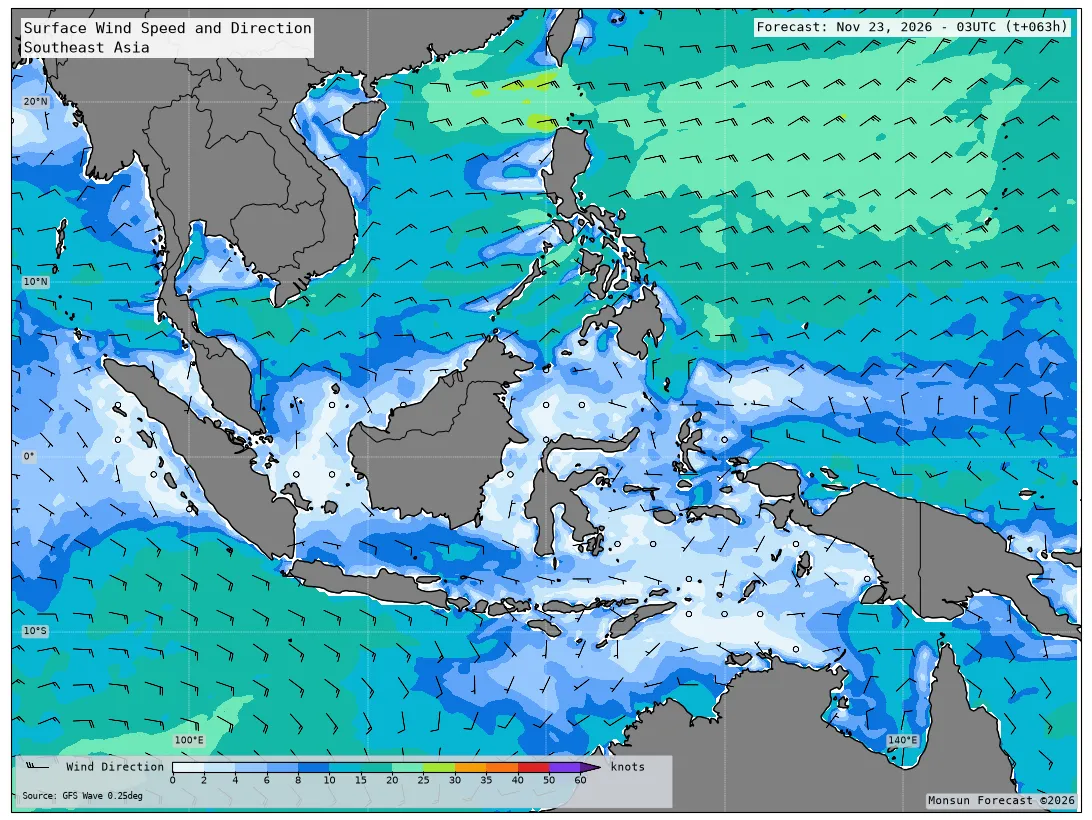 Surface Wind Speed and Direction
Southeast Asia
Forecast: Nov 23, 2026 - 03UTC (t+063h)
20°N
10°N
0°
10°S
100°E
140°E
Wind Direction
knots
0 2 4 6 8 10 15 20 25 30 35 40 50 60
Source: GFS Wave 0.25deg
Monsun Forecast ©2026